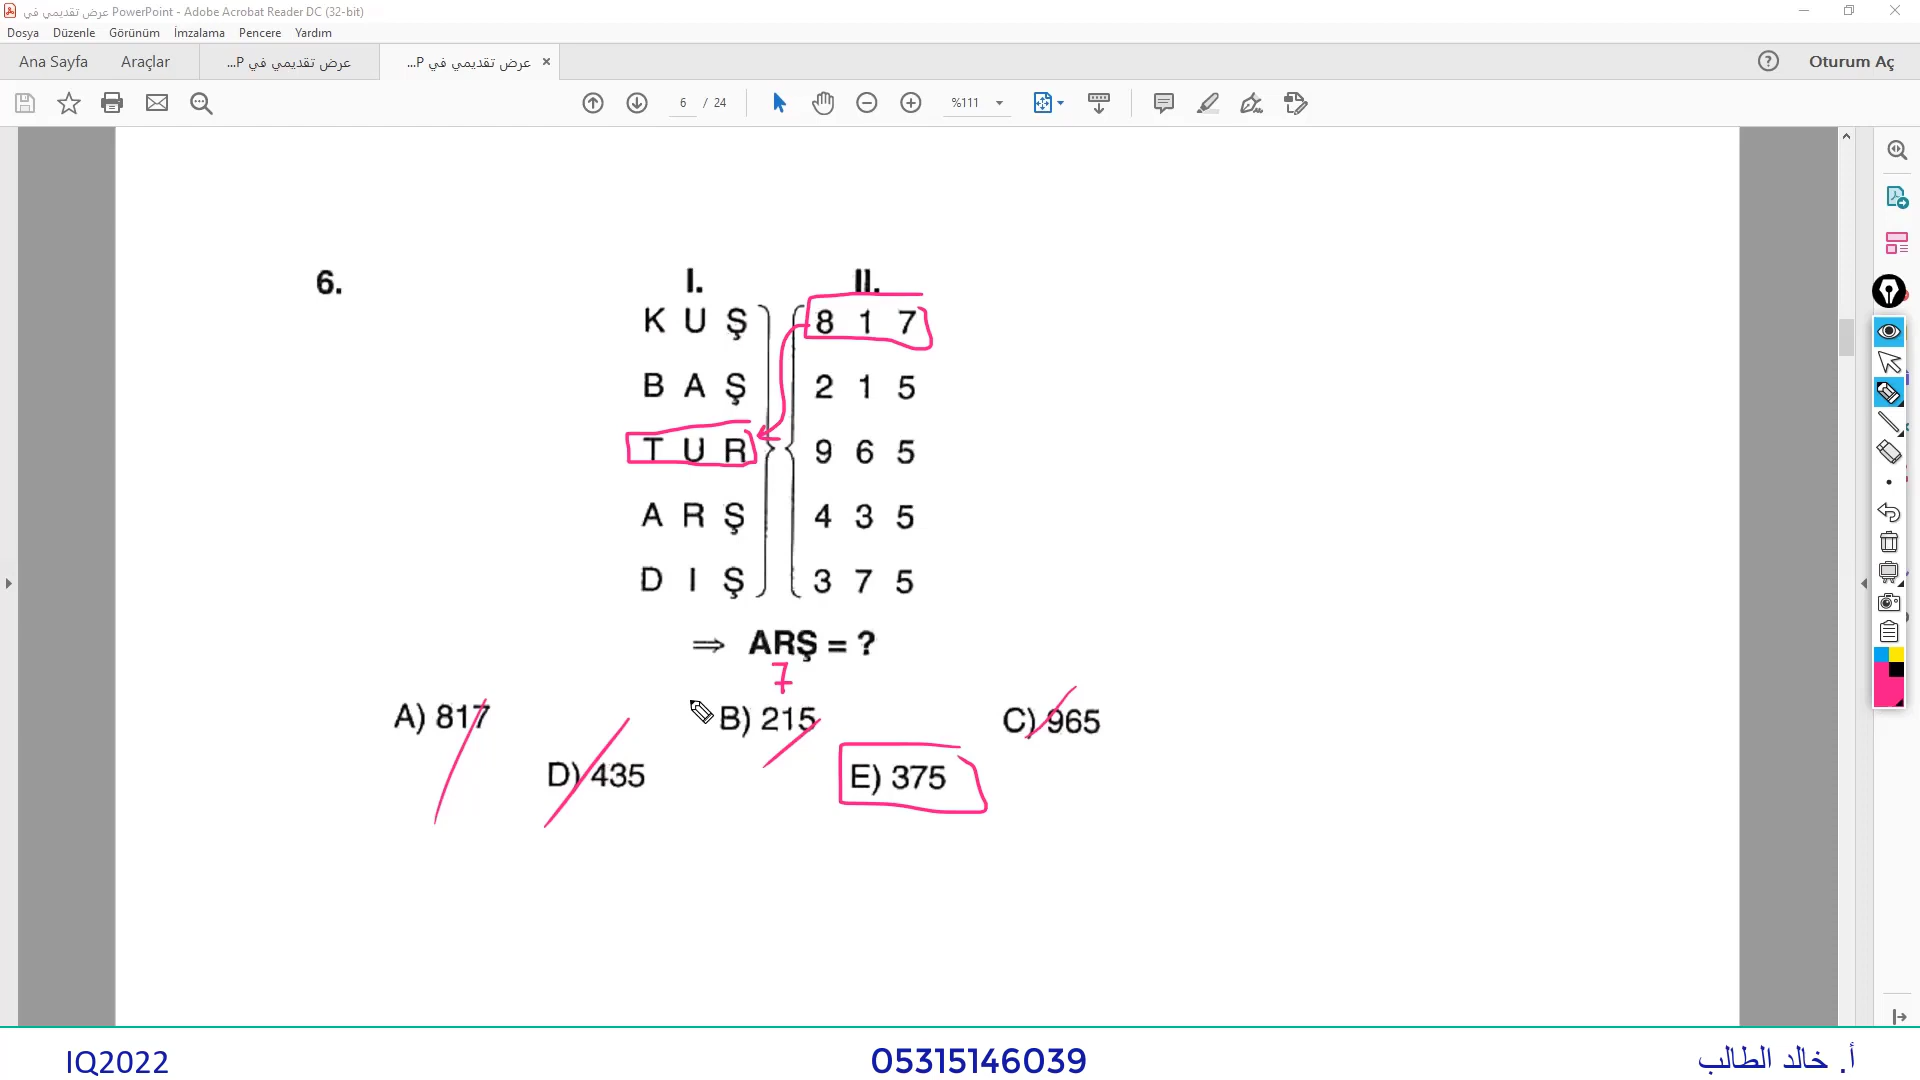 عرض تقديمي في PowerPoint - Adobe Acrobat Reader DC (32-bit)
Dosya Düzenle Görünüm İmzalama Pencere Yardım
Ana Sayfa Araçlar عرض تقديمي في P... عرض تقديمي في P... × Oturum Aç
6 / 24 %111
6. I. II.
K U Ş 8 1 7
B A Ş 2 1 5
T U R 9 6 5
A R Ş 4 3 5
D I Ş 3 7 5
⇒ ARŞ = ?
7
A) 817 B) 215 C) 965
D) 435 E) 375
IQ2022 05315146039 أ. خالد الطالب